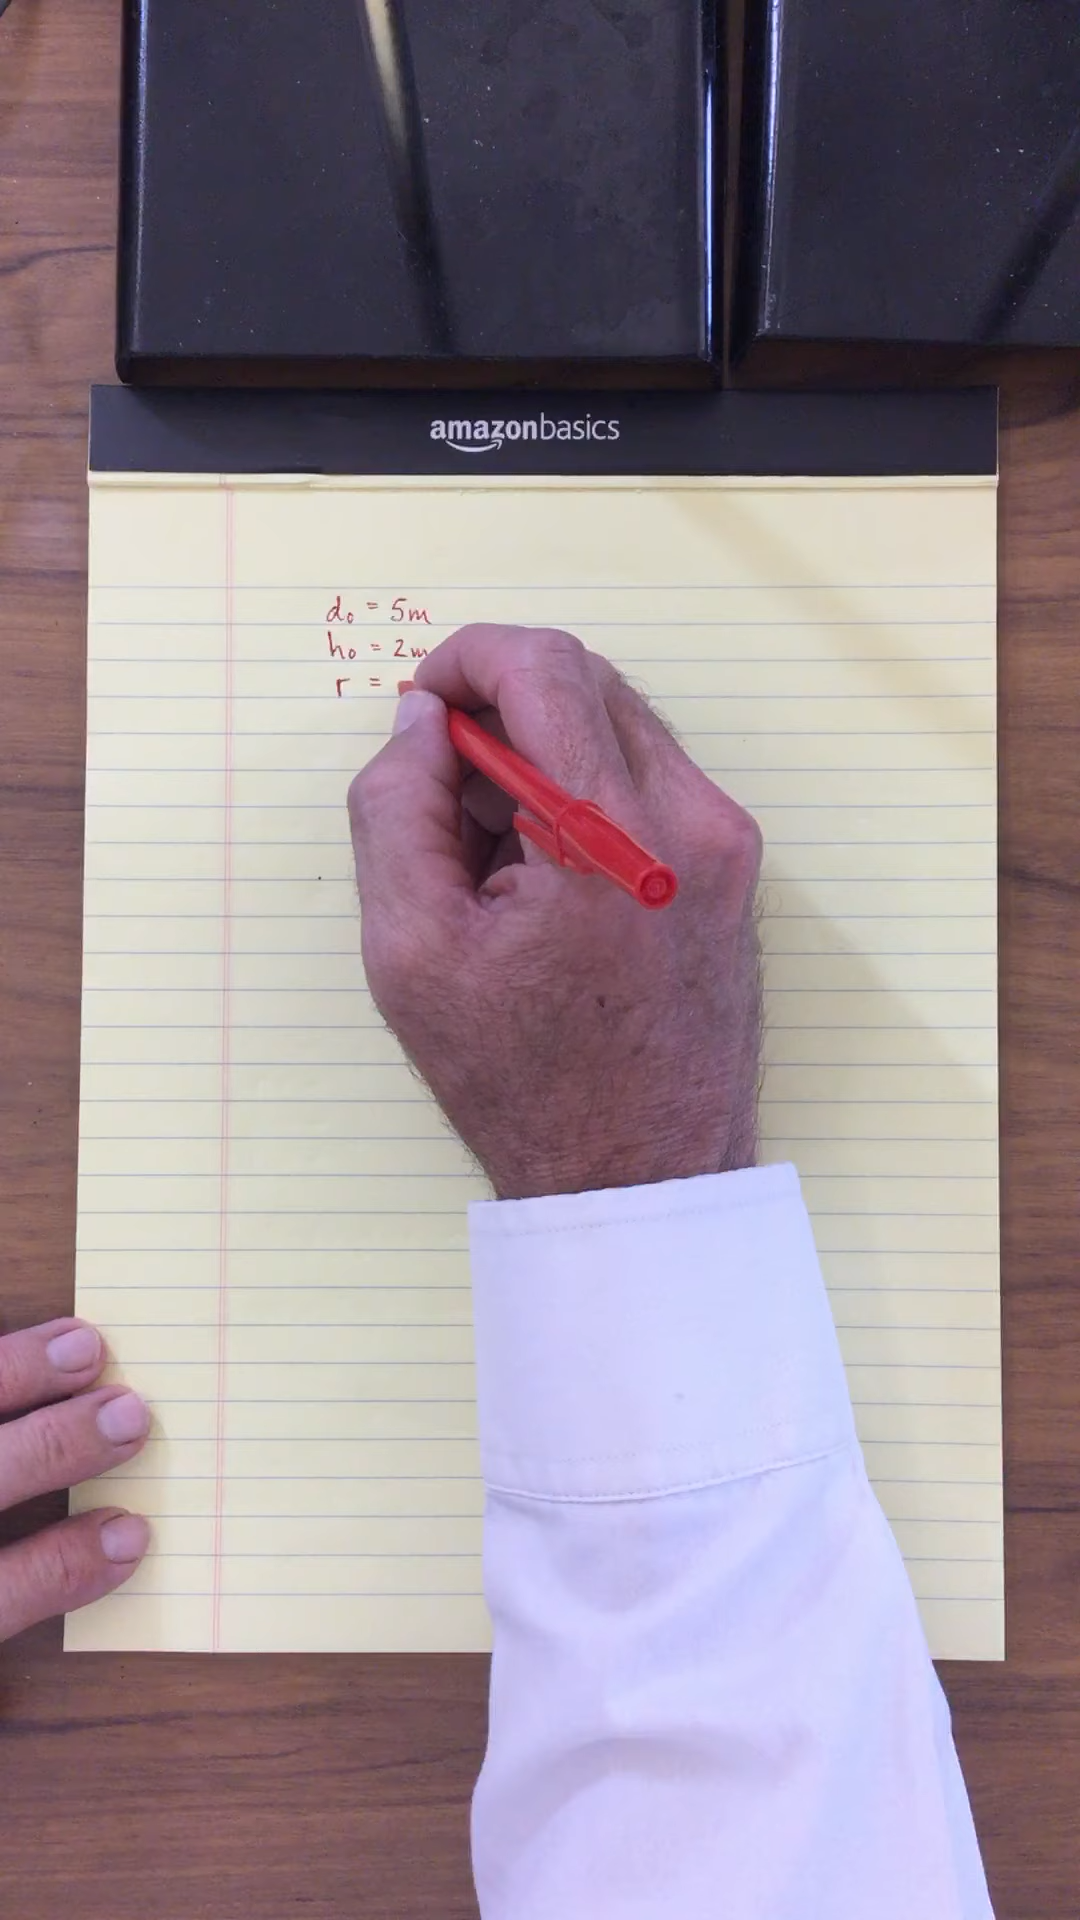 amazonbasics
d₀ = 5m
h₀ = 2m
r =